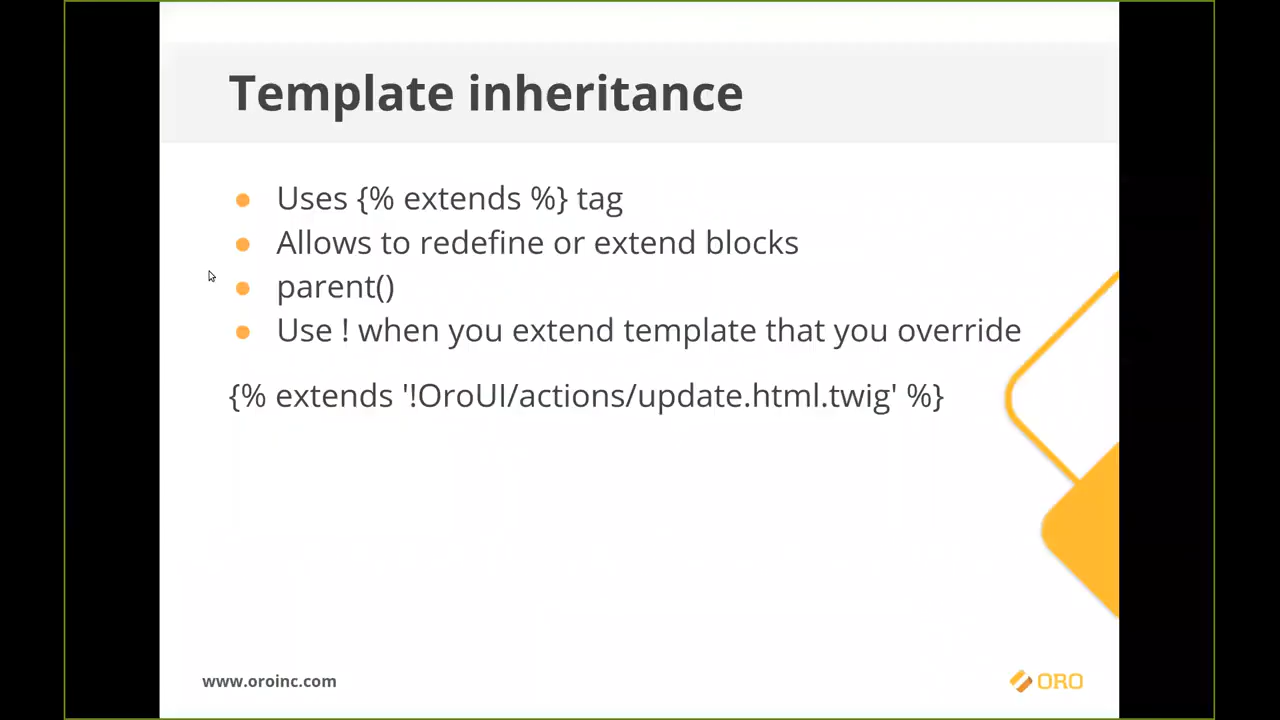 Template inheritance
Uses {% extends %} tag
Allows to redefine or extend blocks
parent()
Use ! when you extend template that you override
{% extends '!OroUI/actions/update.html.twig' %}
www.oroinc.com
ORO